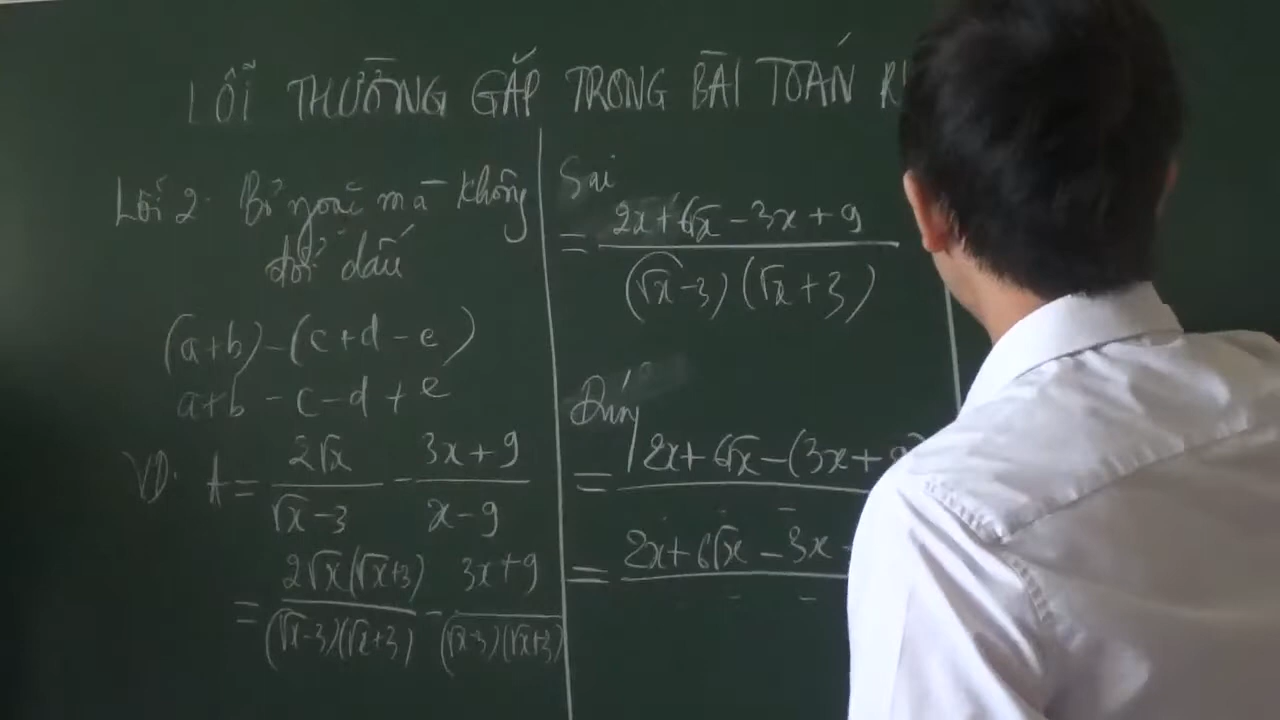 LỖI THƯỜNG GẶP TRONG BÀI TOÁN R
Lỗi 2: Bỏ ngoặc mà không
đổi dấu
(a+b)-(c+d-e)
a+b-c-d+e
VD: A = 2√x/(√x-3) - (3x+9)/(x-9)
= 2√x(√x+3)/((√x-3)(√x+3)) - (3x+9)/((√x-3)(√x+3))
Sai
= (2x+6√x-3x+9)/((√x-3)(√x+3))
Đúng
= 2x+6√x-(3x+
= 2x+6√x-3x